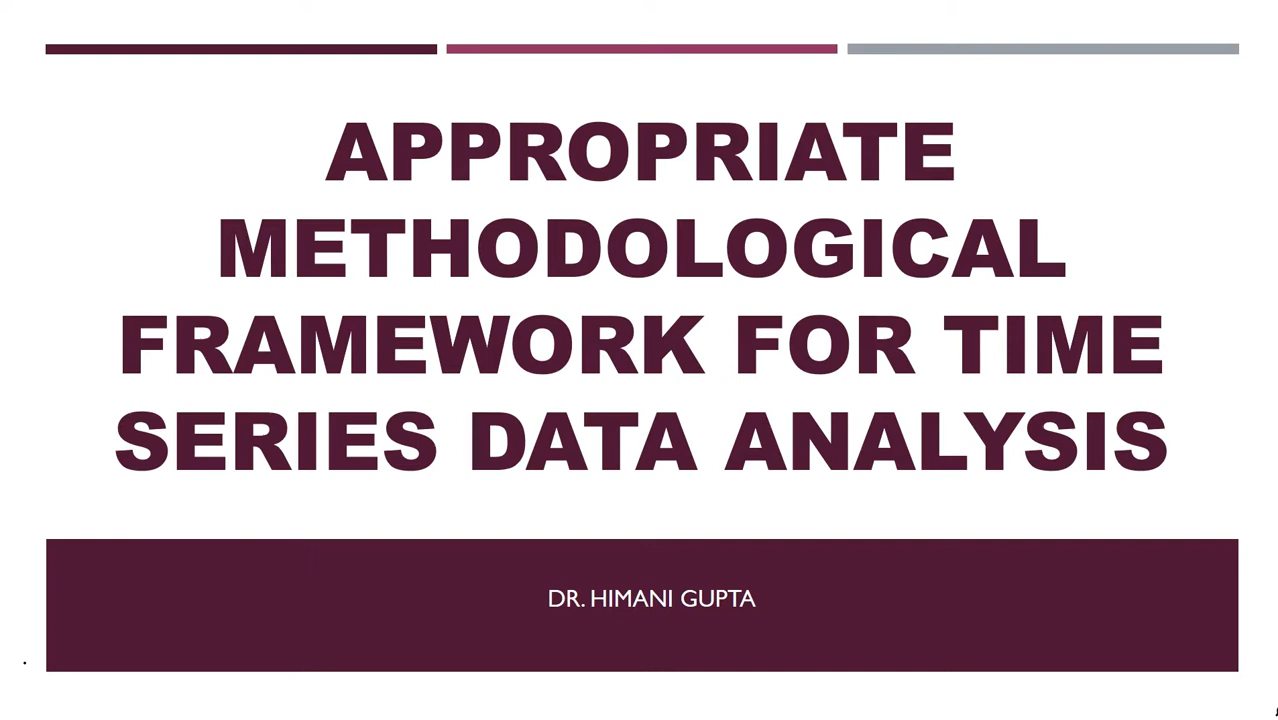 APPROPRIATE
METHODOLOGICAL
FRAMEWORK FOR TIME
SERIES DATA ANALYSIS
DR. HIMANI GUPTA